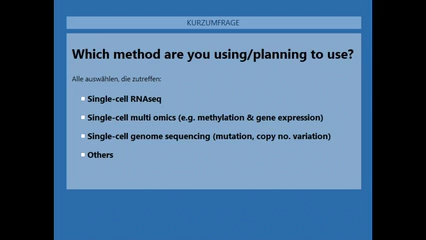 KURZUMFRAGE
Which method are you using/planning to use?
Alle auswählen, die zutreffen:
Single-cell RNAseq
Single-cell multi omics (e.g. methylation & gene expression)
Single-cell genome sequencing (mutation, copy no. variation)
Others